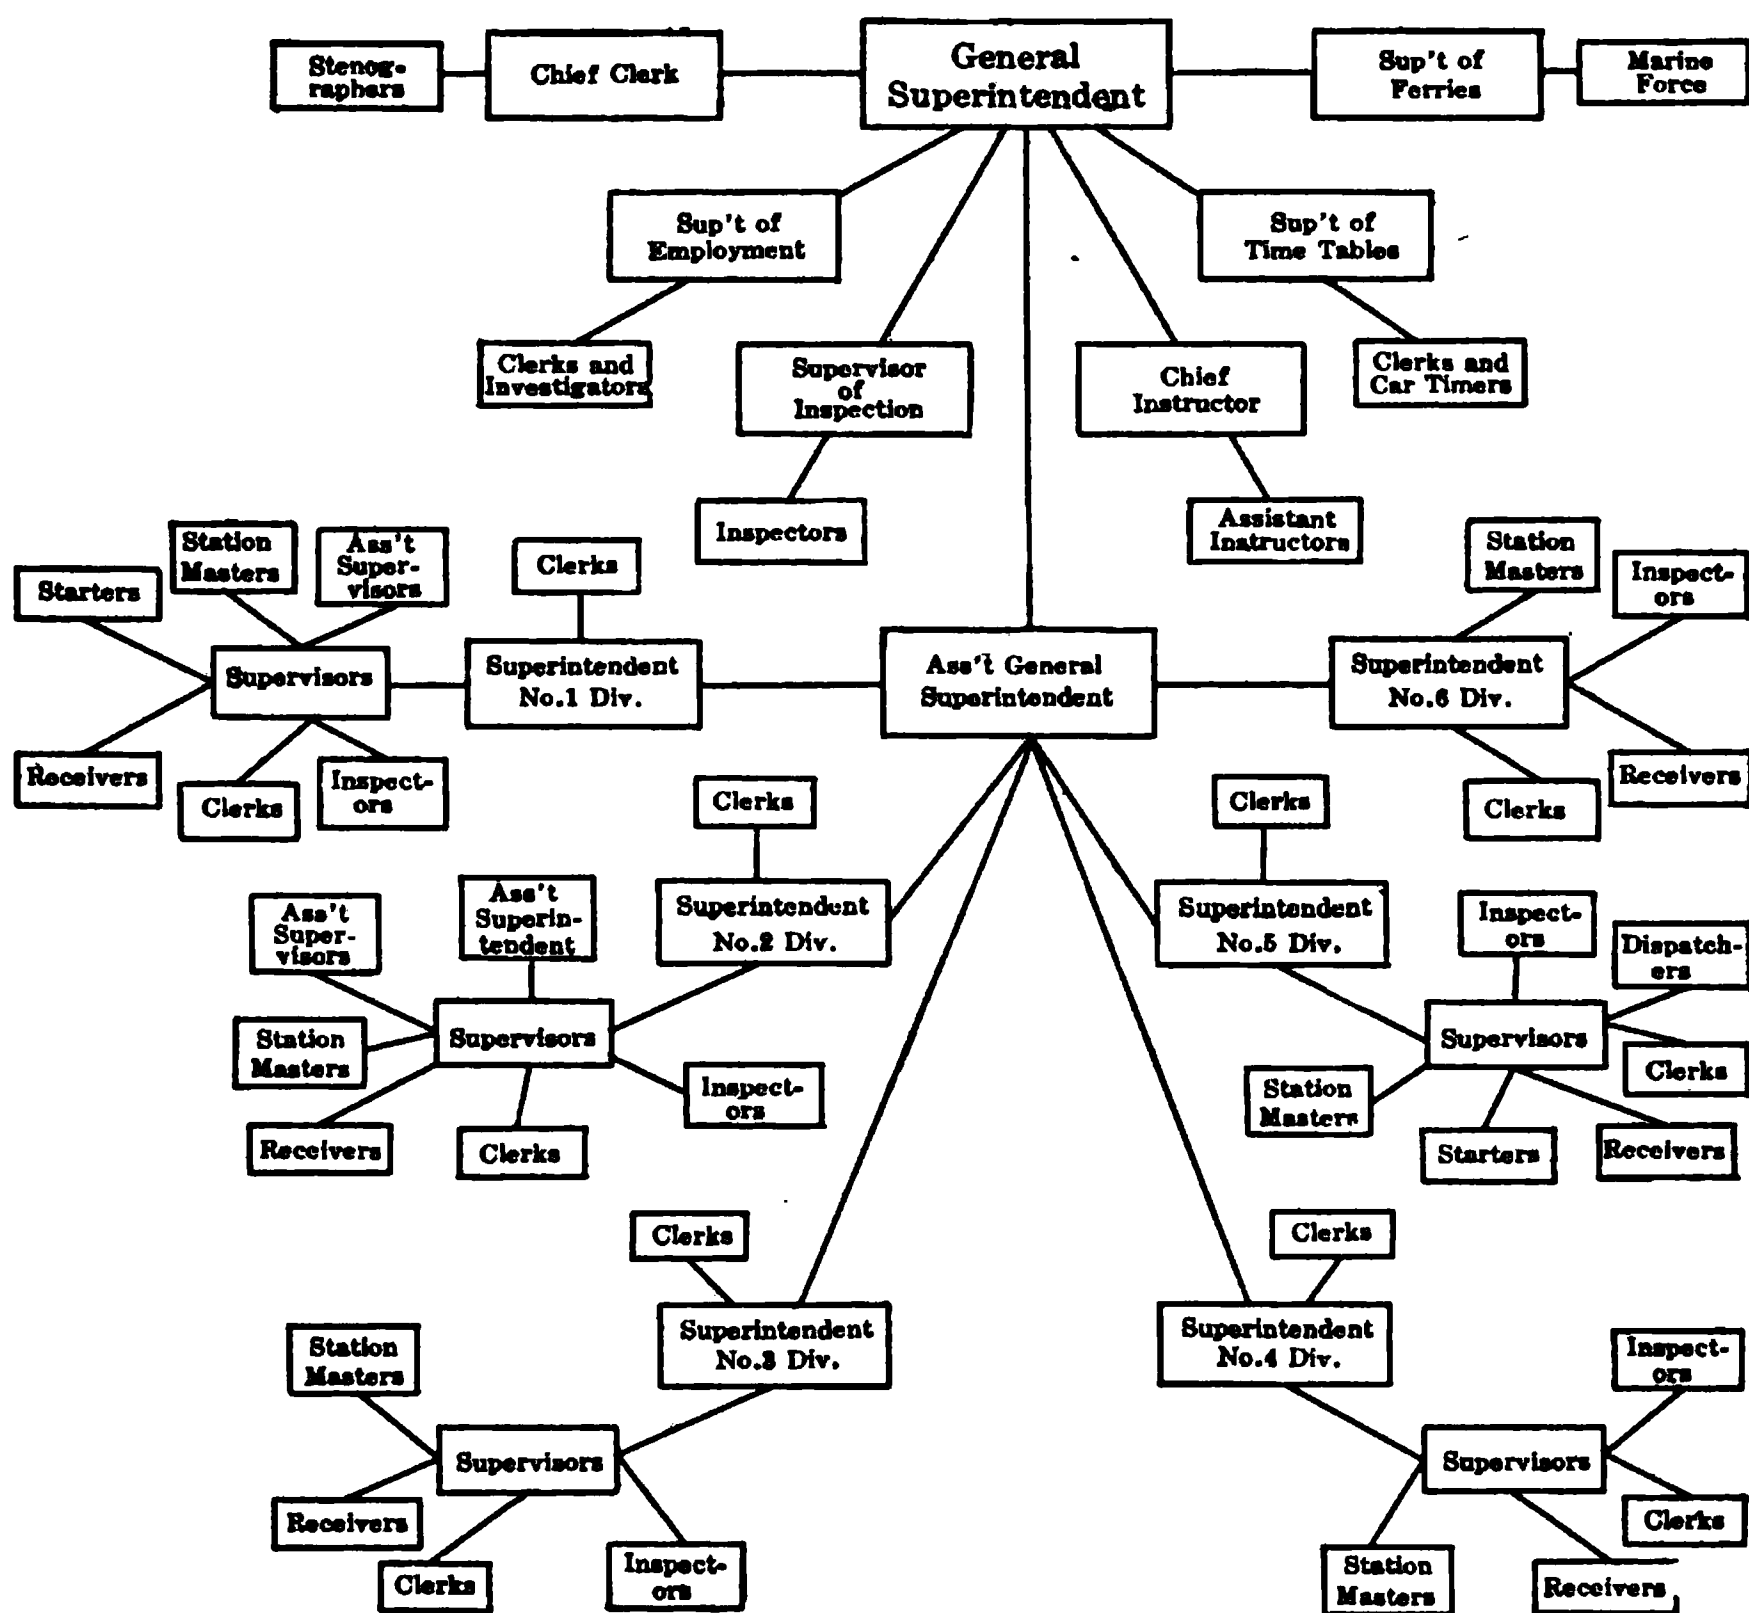 Stenog-
raphers
Chief Clerk
General
Superintendent
Sup't of
Ferries
Marine
Force
Sup't of
Employment
Sup't of
Time Tables
Clerks and
Investigators
Supervisor
of
Inspection
Chief
Instructor
Clerks and
Car Timers
Inspectors
Assistant
Instructors
Starters
Station
Masters
Ass't
Super-
visors
Clerks
Station
Masters
Inspect-
ors
Supervisors
Superintendent
No.1 Div.
Ass't General
Superintendent
Superintendent
No.6 Div.
Receivers
Clerks
Inspect-
ors
Clerks
Clerks
Clerks
Receivers
Ass't
Super-
visors
Ass't
Superin-
tendent
Superintendent
No.2 Div.
Superintendent
No.5 Div.
Inspect-
ors
Dispatch-
ers
Station
Masters
Supervisors
Inspect-
ors
Supervisors
Clerks
Station
Masters
Receivers
Clerks
Starters
Receivers
Clerks
Clerks
Station
Masters
Superintendent
No.3 Div.
Superintendent
No.4 Div.
Inspect-
ors
Supervisors
Supervisors
Receivers
Clerks
Inspect-
ors
Station
Masters
Receivers
Clerks